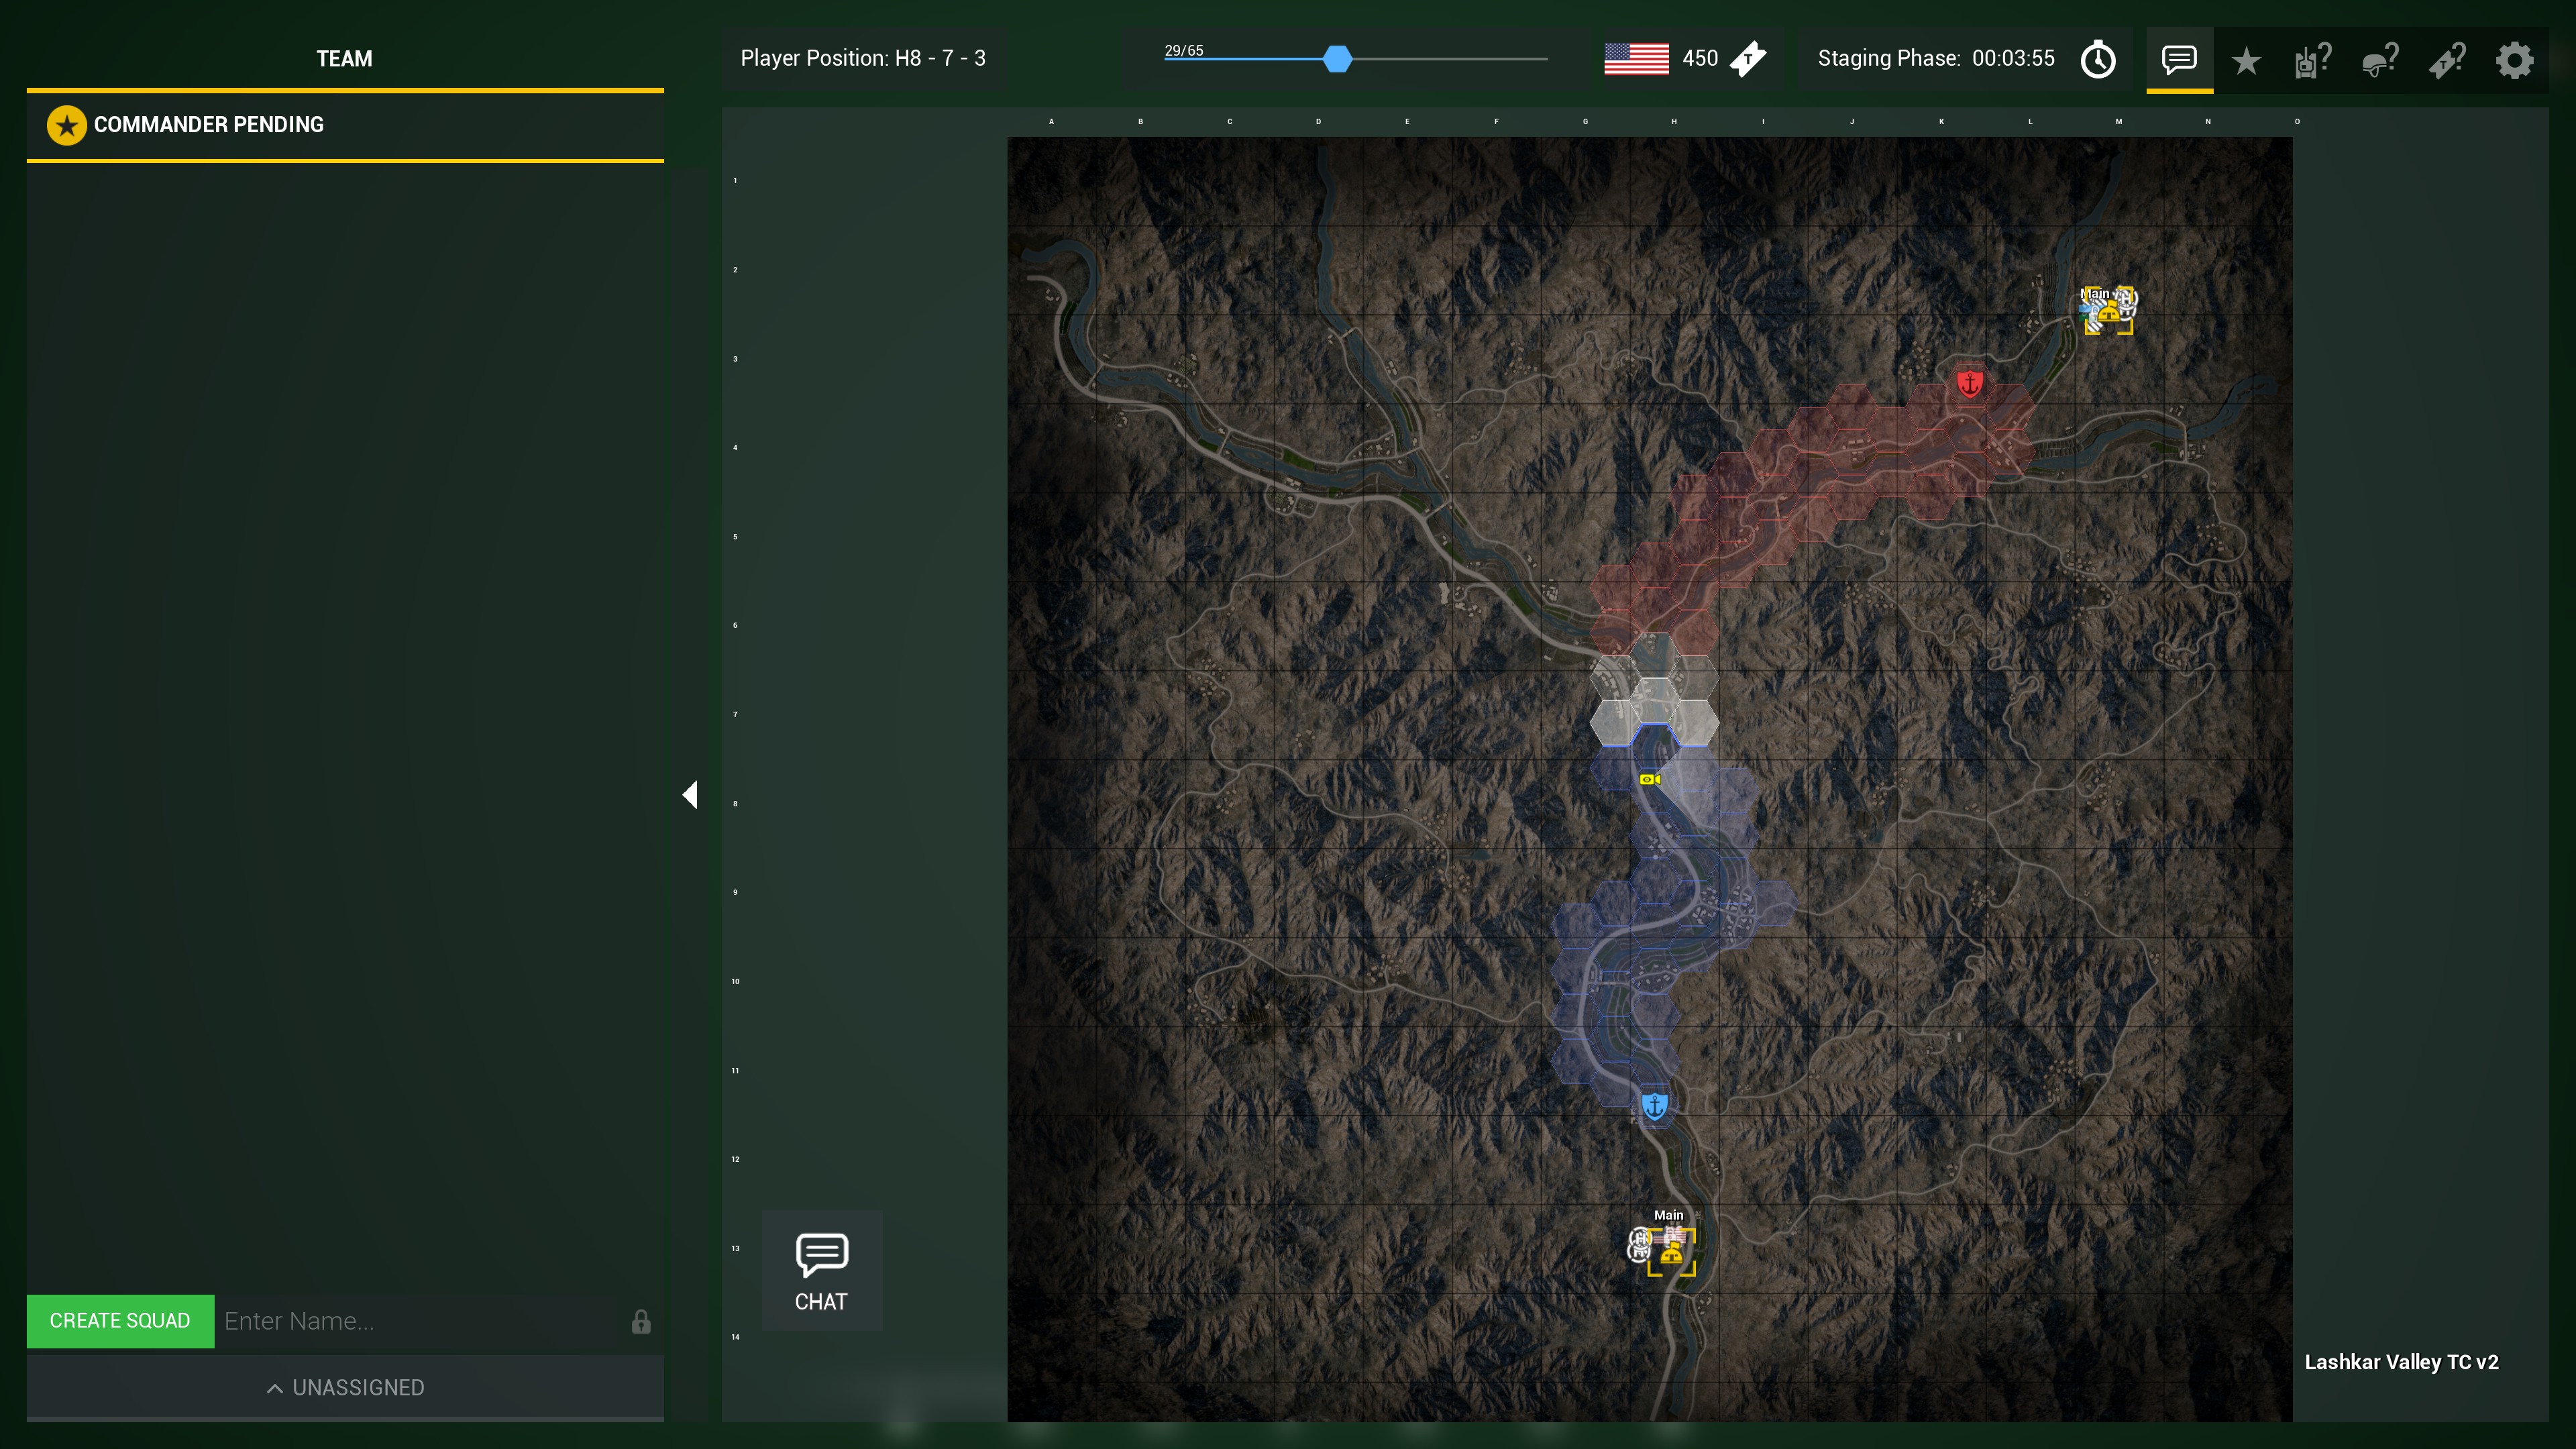 TEAM
Player Position: H8 - 7 - 3
29/65
450
Staging Phase: 00:03:55
COMMANDER PENDING
A B C D E F G H I J K L M N O
1
2
Main
3
4
5
6
7
8
9
10
11
12
Main
13
CHAT
CREATE SQUAD Enter Name...
14
Lashkar Valley TC v2
UNASSIGNED